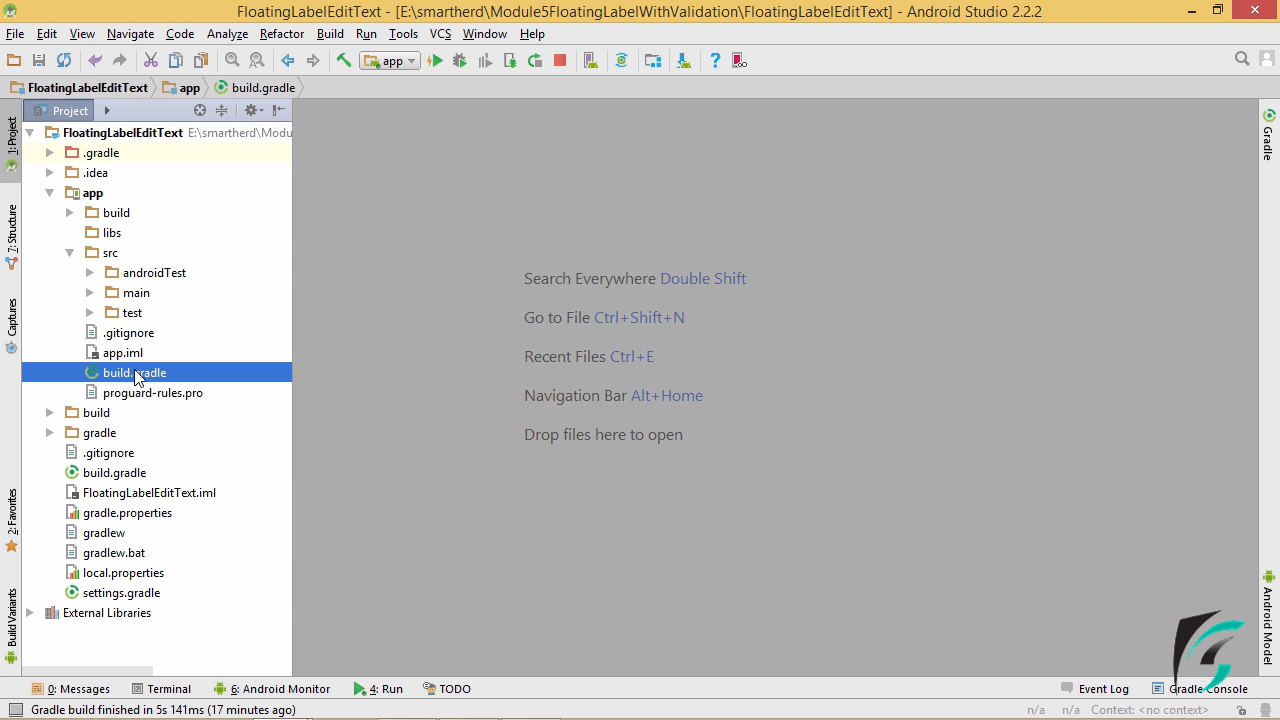 FloatingLabelEditText - [E:\smartherd\Module5FloatingLabelWithValidation\FloatingLabelEditText] - Android Studio 2.2.2
File Edit View Navigate Code Analyze Refactor Build Run Tools VCS Window Help
app
FloatingLabelEditText app build.gradle
Project
1: Project
7: Structure
Captures
2: Favorites
Build Variants
FloatingLabelEditText E:\smartherd\Modu
.gradle
.idea
app
build
libs
src
androidTest
main
test
.gitignore
app.iml
build.gradle
proguard-rules.pro
build
gradle
.gitignore
build.gradle
FloatingLabelEditText.iml
gradle.properties
gradlew
gradlew.bat
local.properties
settings.gradle
External Libraries
Search Everywhere Double Shift
Go to File Ctrl+Shift+N
Recent Files Ctrl+E
Navigation Bar Alt+Home
Drop files here to open
Gradle
Android Model
0: Messages Terminal 6: Android Monitor 4: Run TODO Event Log Gradle Console
Gradle build finished in 5s 141ms (17 minutes ago) n/a n/a Context: <no context>